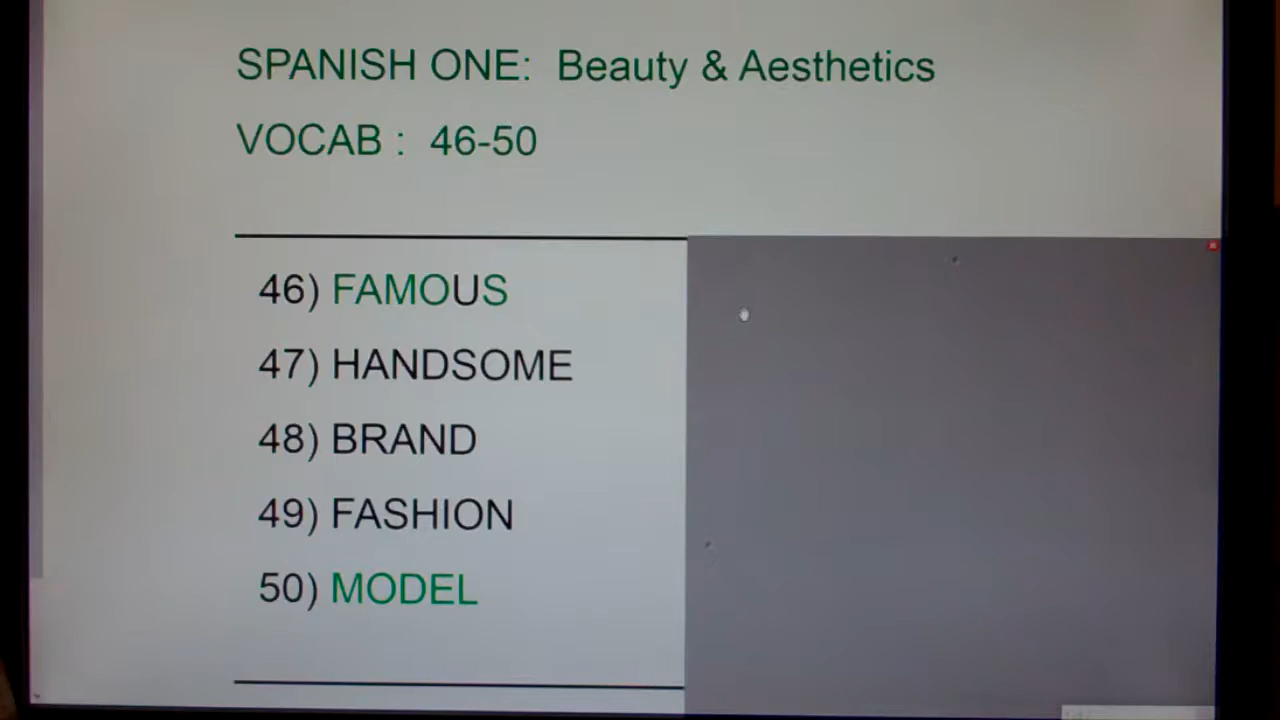 SPANISH ONE: Beauty & Aesthetics
VOCAB : 46-50
46) FAMOUS
47) HANDSOME
48) BRAND
49) FASHION
50) MODEL